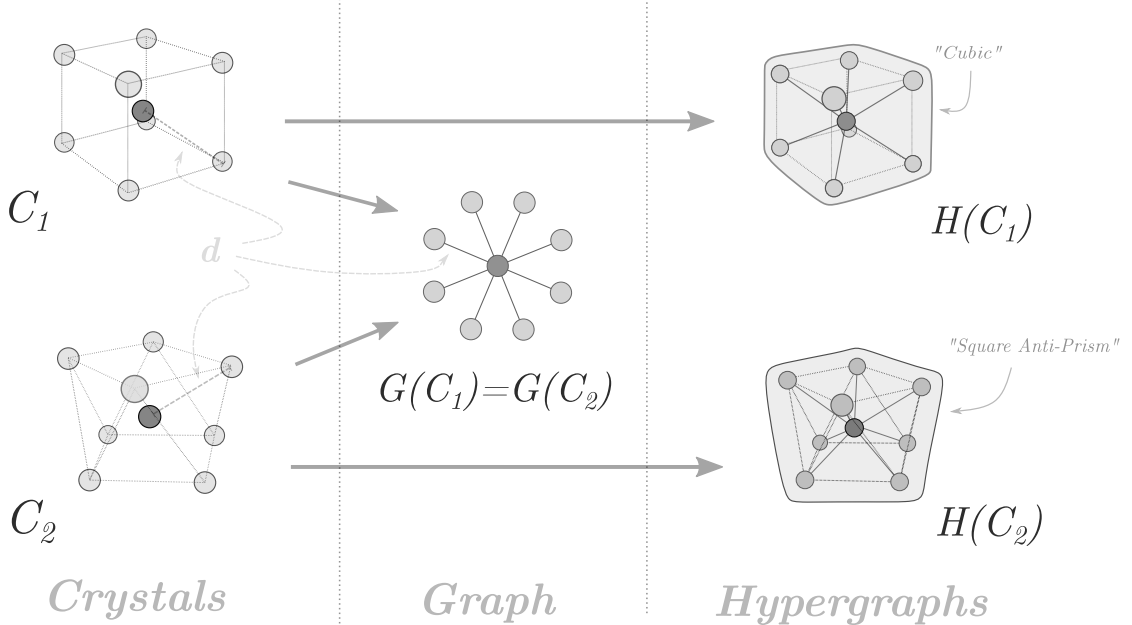 "Cubic"
C₁
H(C₁)
d
"Square Anti-Prism"
G(C₁)=G(C₂)
C₂
H(C₂)
Crystals
Graph
Hypergraphs